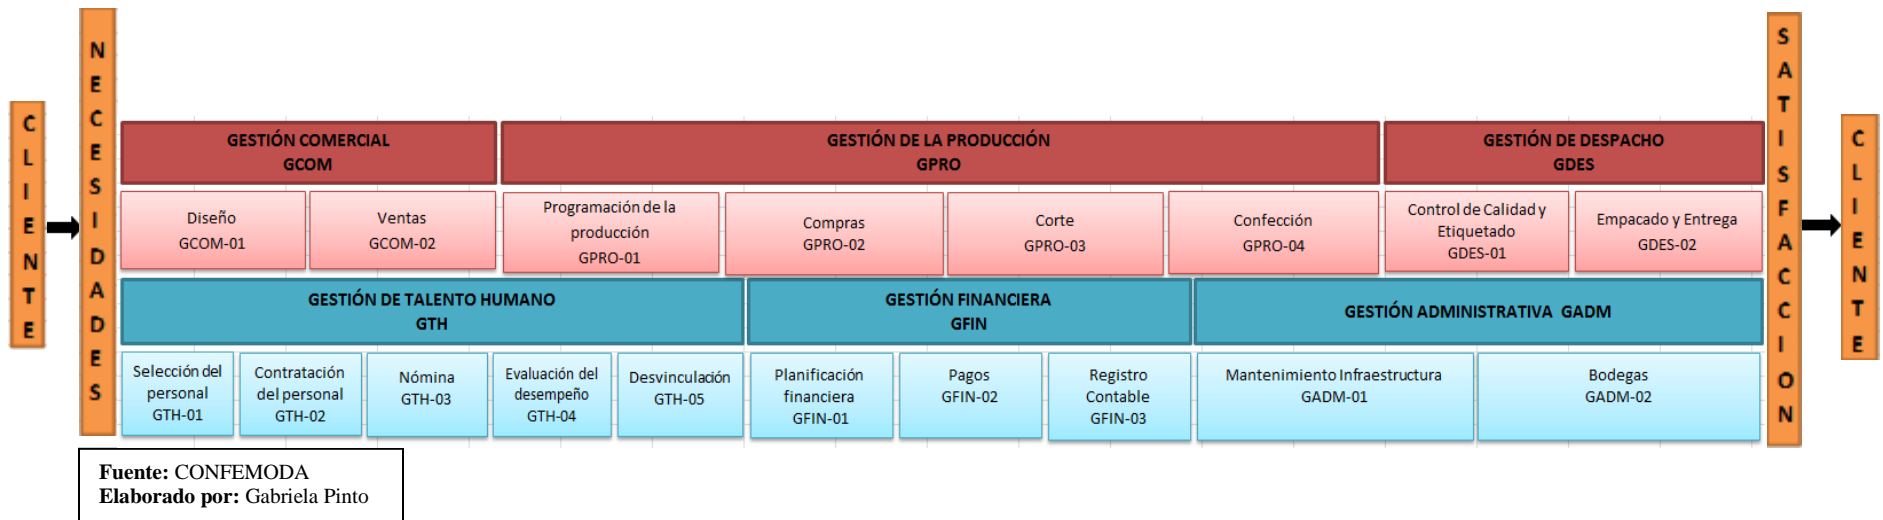 CLIENTE
NECESIDADES
GESTIÓN COMERCIAL
GCOM
GESTIÓN DE LA PRODUCCIÓN
GPRO
GESTIÓN DE DESPACHO
GDES
Diseño
GCOM-01
Ventas
GCOM-02
Programación de la
producción
GPRO-01
Compras
GPRO-02
Corte
GPRO-03
Confección
GPRO-04
Control de Calidad y
Etiquetado
GDES-01
Empacado y Entrega
GDES-02
GESTIÓN DE TALENTO HUMANO
GTH
GESTIÓN FINANCIERA
GFIN
GESTIÓN ADMINISTRATIVA GADM
Selección del
personal
GTH-01
Contratación
del personal
GTH-02
Nómina
GTH-03
Evaluación del
desempeño
GTH-04
Desvinculación
GTH-05
Planificación
financiera
GFIN-01
Pagos
GFIN-02
Registro
Contable
GFIN-03
Mantenimiento Infraestructura
GADM-01
Bodegas
GADM-02
SATISFACCION
CLIENTE
Fuente: CONFEMODA
Elaborado por: Gabriela Pinto